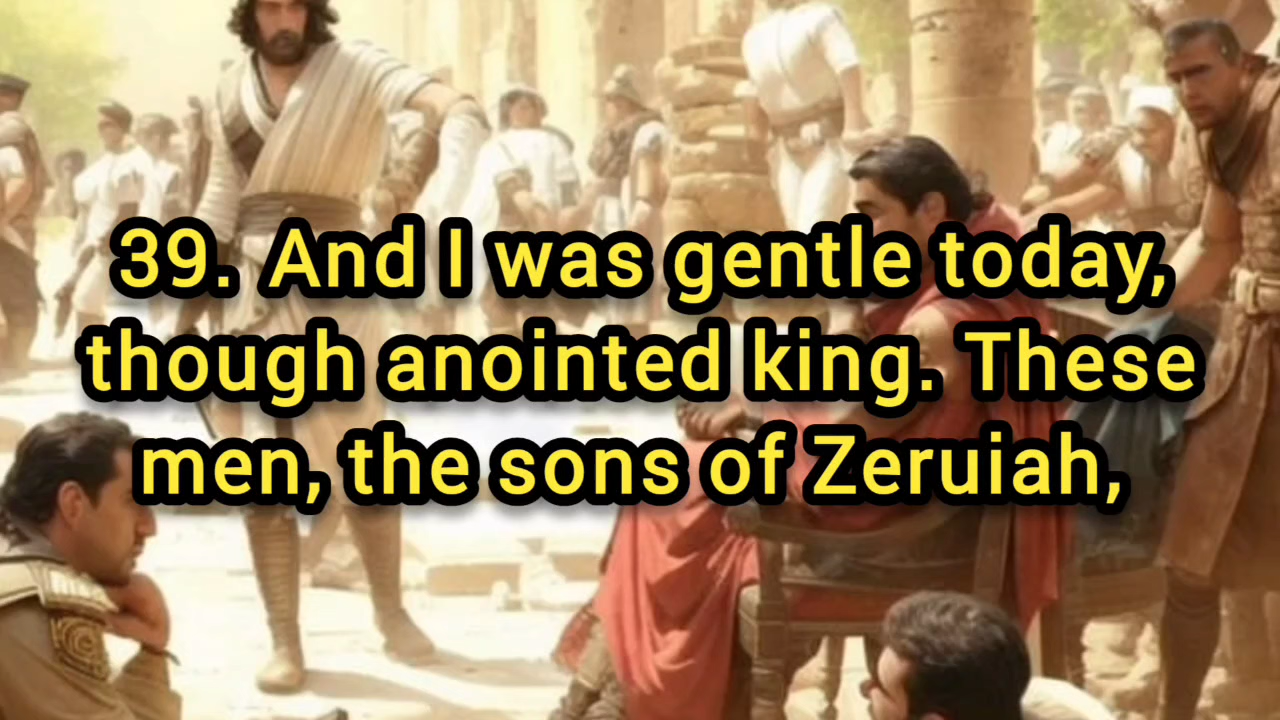 39. And I was gentle today,
though anointed king. These
men, the sons of Zeruiah,